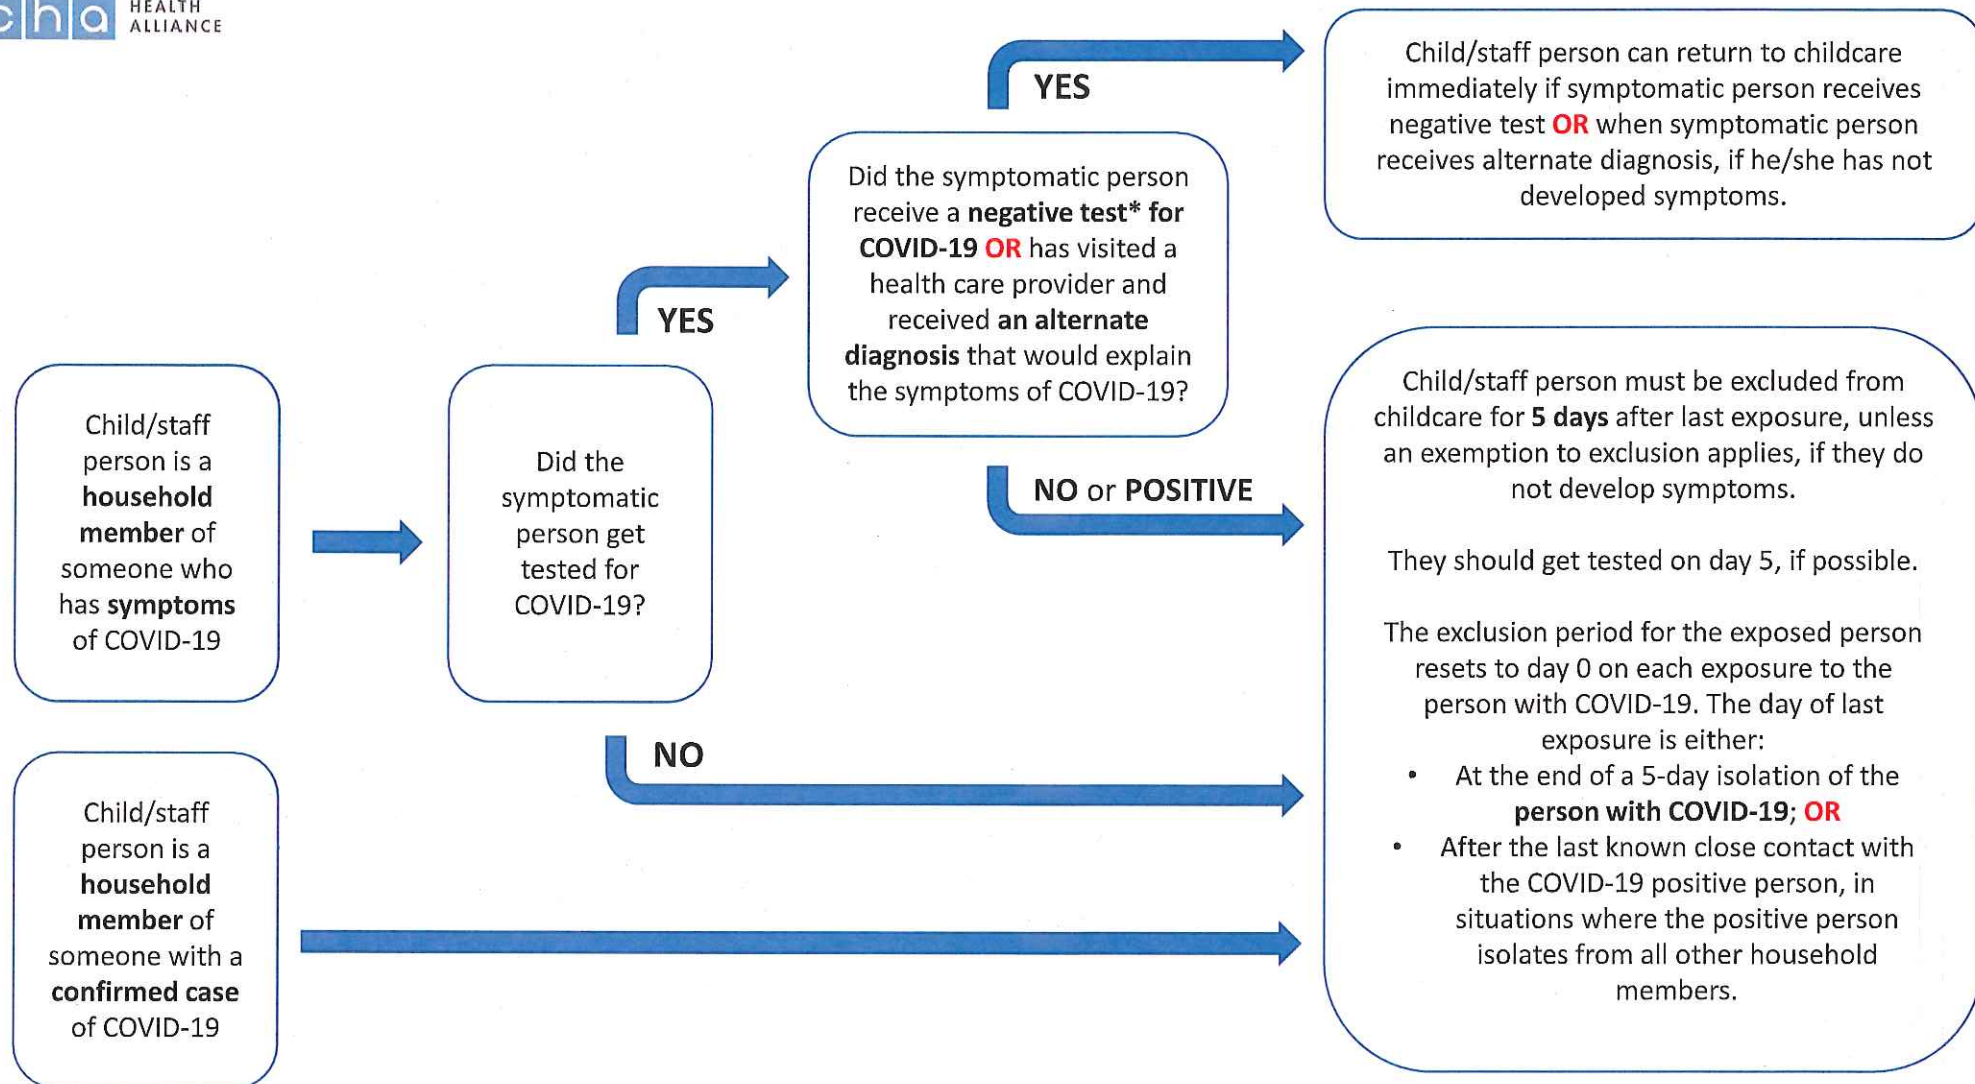 cha HEALTH
ALLIANCE
Child/staff
person is a
household
member of
someone who
has symptoms
of COVID-19
Did the
symptomatic
person get
tested for
COVID-19?
YES
Did the symptomatic person
receive a negative test* for
COVID-19 OR has visited a
health care provider and
received an alternate
diagnosis that would explain
the symptoms of COVID-19?
YES
Child/staff person can return to childcare
immediately if symptomatic person receives
negative test OR when symptomatic person
receives alternate diagnosis, if he/she has not
developed symptoms.
NO or POSITIVE
NO
Child/staff person must be excluded from
childcare for 5 days after last exposure, unless
an exemption to exclusion applies, if they do
not develop symptoms.
They should get tested on day 5, if possible.
The exclusion period for the exposed person
resets to day 0 on each exposure to the
person with COVID-19. The day of last
exposure is either:
• At the end of a 5-day isolation of the
person with COVID-19; OR
• After the last known close contact with
the COVID-19 positive person, in
situations where the positive person
isolates from all other household
members.
Child/staff
person is a
household
member of
someone with a
confirmed case
of COVID-19